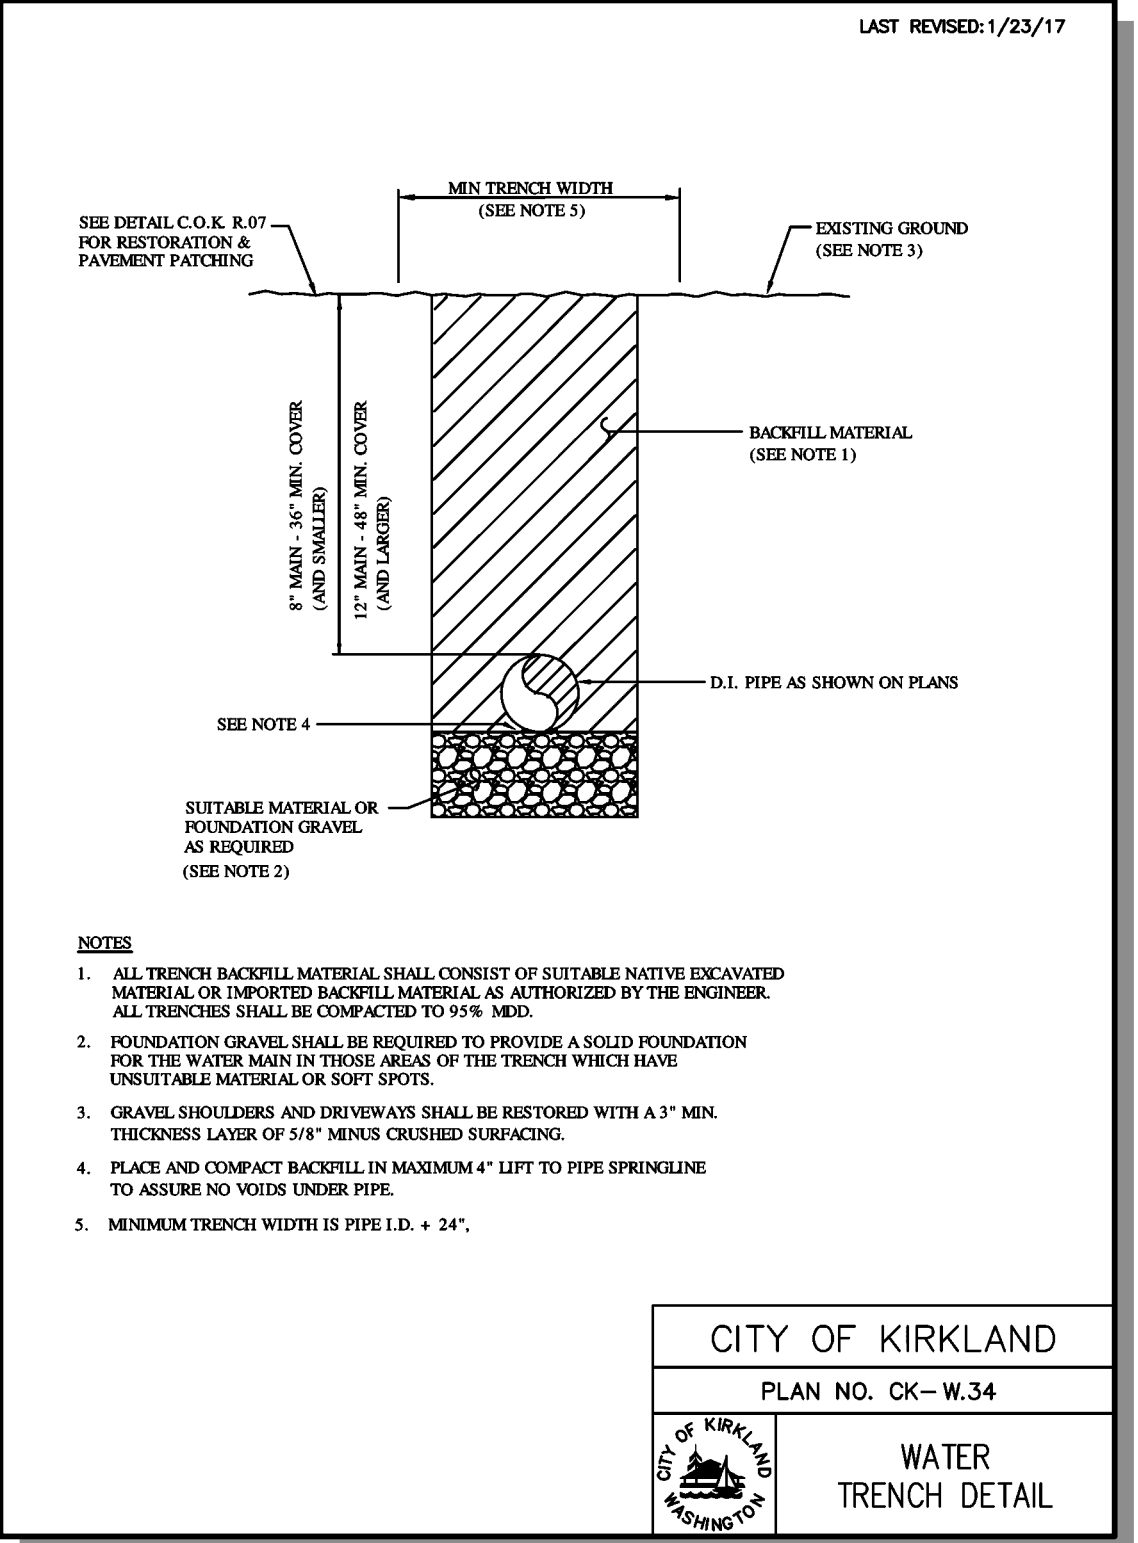 LAST REVISED:1/23/17
MIN TRENCH WIDTH
(SEE NOTE 5)
SEE DETAIL C.O.K. R.07
FOR RESTORATION &
PAVEMENT PATCHING
EXISTING GROUND
(SEE NOTE 3)
8" MAIN - 36" MIN. COVER
(AND SMALLER)
12" MAIN - 48" MIN. COVER
(AND LARGER)
BACKFILL MATERIAL
(SEE NOTE 1)
D.I. PIPE AS SHOWN ON PLANS
SEE NOTE 4
SUITABLE MATERIAL OR
FOUNDATION GRAVEL
AS REQUIRED
(SEE NOTE 2)
NOTES
1. ALL TRENCH BACKFILL MATERIAL SHALL CONSIST OF SUITABLE NATIVE EXCAVATED
MATERIAL OR IMPORTED BACKFILL MATERIAL AS AUTHORIZED BY THE ENGINEER.
ALL TRENCHES SHALL BE COMPACTED TO 95% MDD.
2. FOUNDATION GRAVEL SHALL BE REQUIRED TO PROVIDE A SOLID FOUNDATION
FOR THE WATER MAIN IN THOSE AREAS OF THE TRENCH WHICH HAVE
UNSUITABLE MATERIAL OR SOFT SPOTS.
3. GRAVEL SHOULDERS AND DRIVEWAYS SHALL BE RESTORED WITH A 3" MIN.
THICKNESS LAYER OF 5/8" MINUS CRUSHED SURFACING.
4. PLACE AND COMPACT BACKFILL IN MAXIMUM 4" LIFT TO PIPE SPRINGLINE
TO ASSURE NO VOIDS UNDER PIPE.
5. MINIMUM TRENCH WIDTH IS PIPE I.D. + 24",
CITY OF KIRKLAND
PLAN NO. CK-W.34
CITY OF KIRKLAND
WASHINGTON
WATER
TRENCH DETAIL